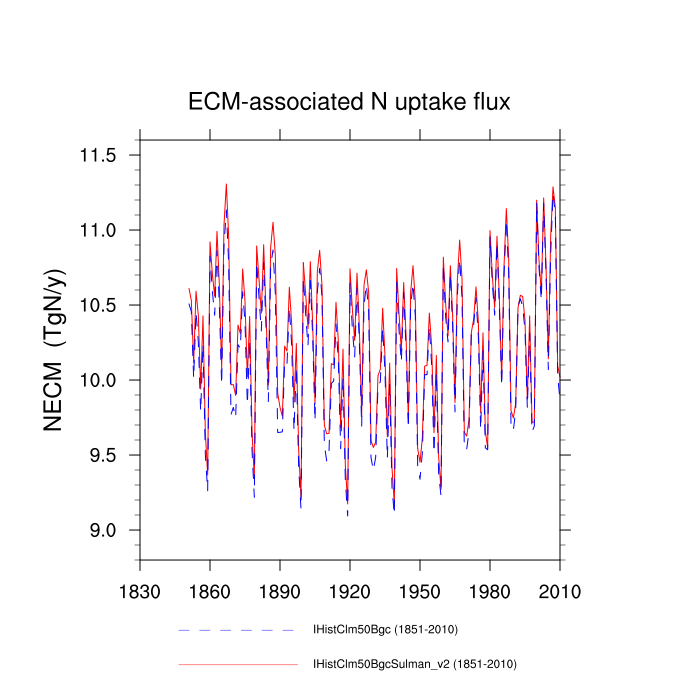 ECM-associated N uptake flux
NECM (TgN/y)
11.5
11.0
10.5
10.0
9.5
9.0
1830 1860 1890 1920 1950 1980 2010
IHistClm50Bgc (1851-2010)
IHistClm50BgcSulman_v2 (1851-2010)